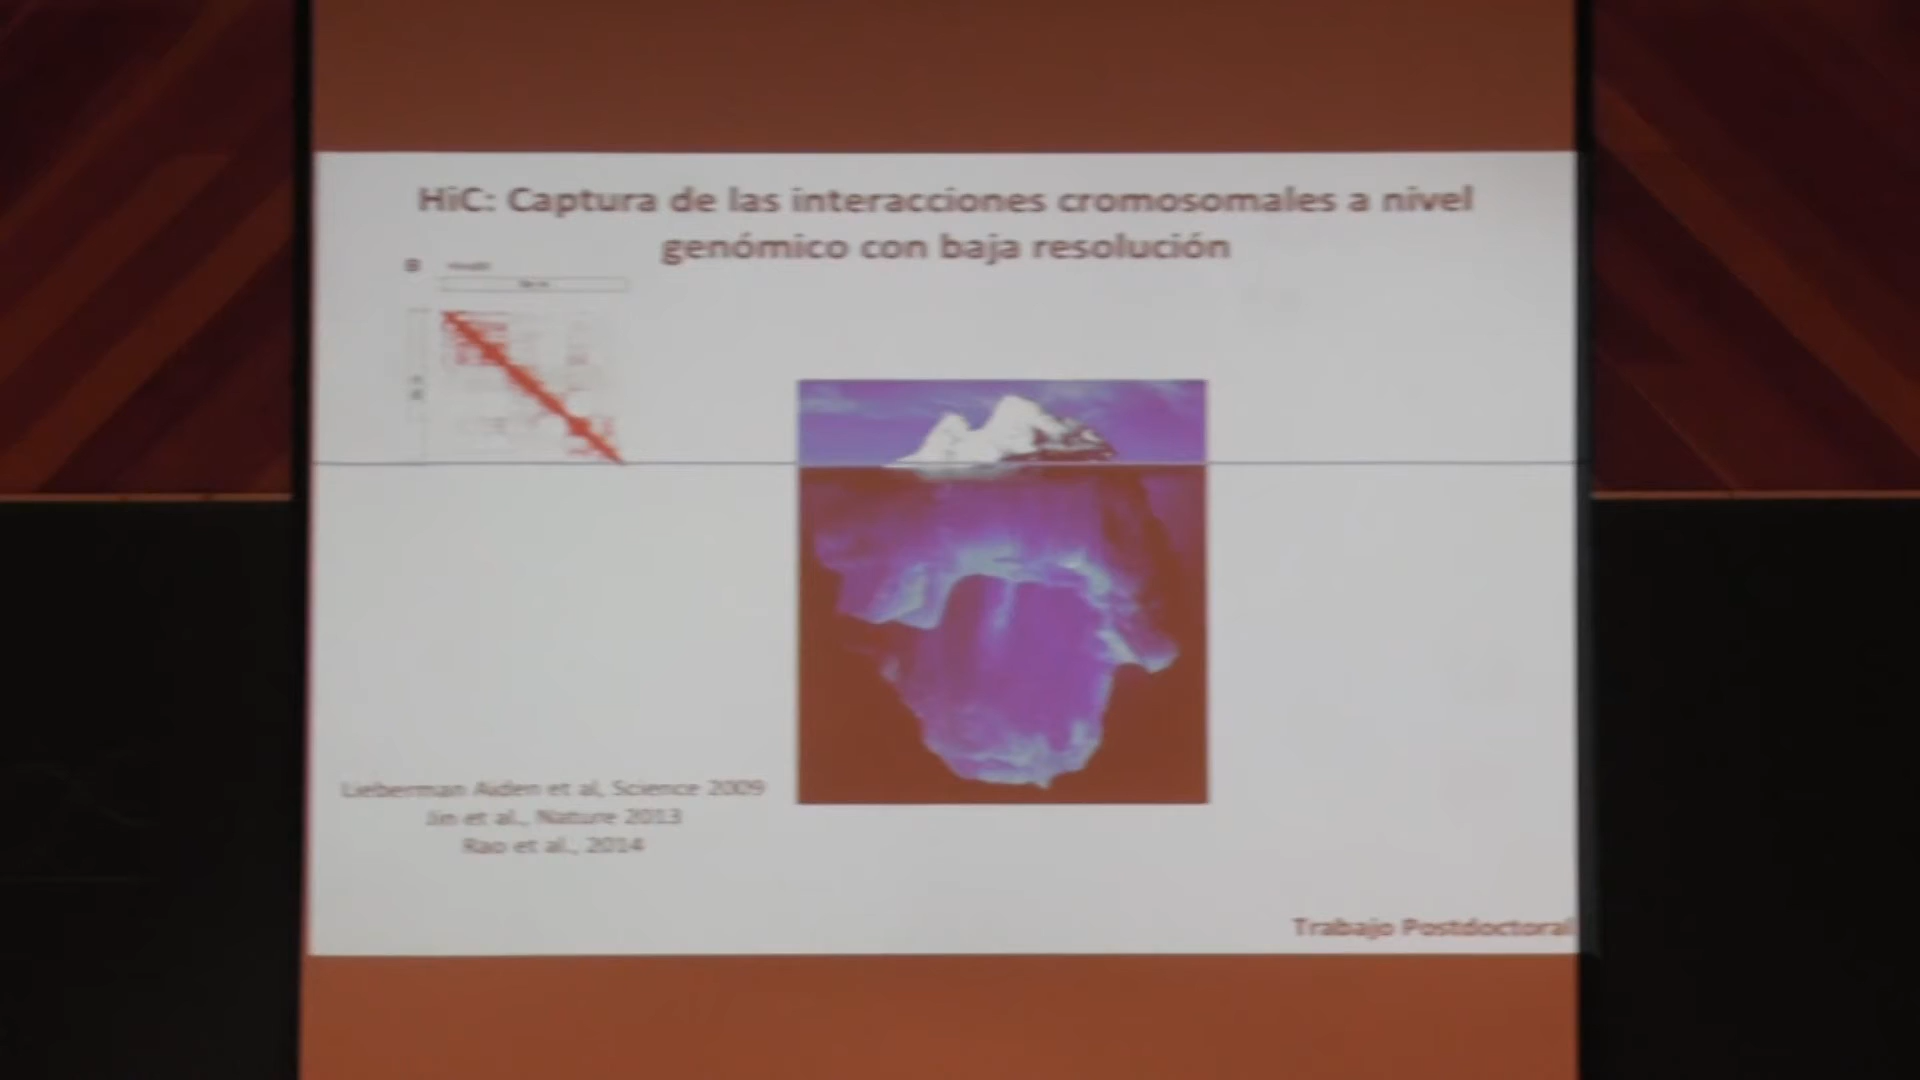 HiC: Captura de las interacciones cromosomales a nivel
genómico con baja resolución
B
Lieberman Aiden et al, Science 2009
Jin et al., Nature 2013
Rao et al., 2014
Trabajo Postdoctoral